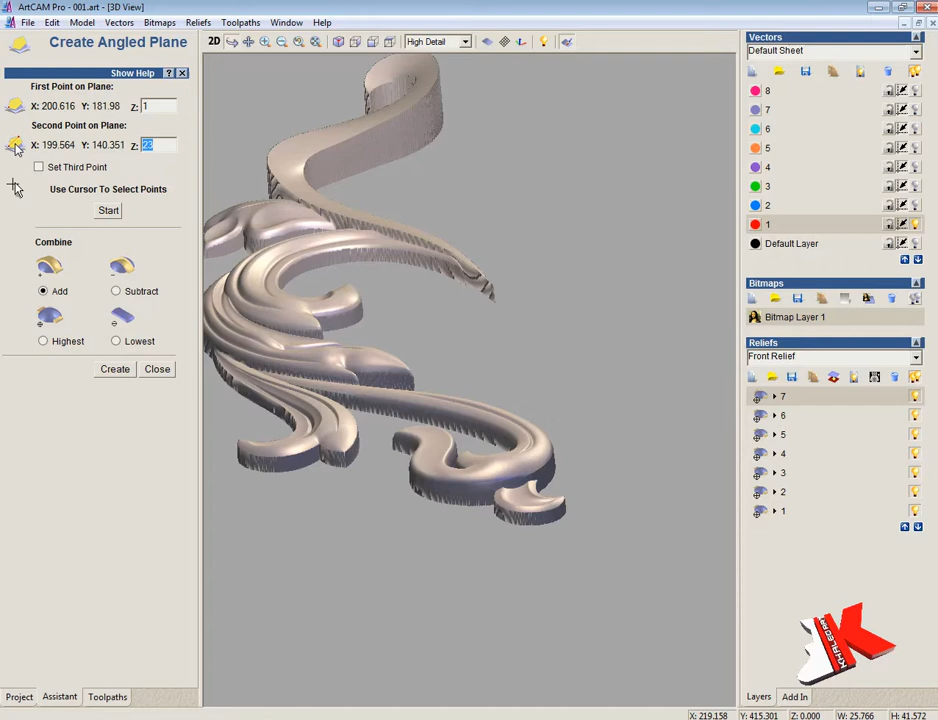 ArtCAM Pro - 001.art - [3D View]
File Edit Model Vectors Bitmaps Reliefs Toolpaths Window Help
Create Angled Plane
2D
High Detail
Show Help ? X
First Point on Plane:
X: 200.616 Y: 181.98 Z: 1
Second Point on Plane:
X: 199.564 Y: 140.351 Z: 23
Set Third Point
Use Cursor To Select Points
Start
Combine
Add Subtract
Highest Lowest
Create Close
Vectors
Default Sheet
8
7
6
5
4
3
2
1
Default Layer
Bitmaps
Bitmap Layer 1
Reliefs
Front Relief
7
6
5
4
3
2
1
KHALEORA
Project Assistant Toolpaths
Layers Add In
X: 219.158 Y: 415.301 Z: 0.000 W: 25.766 H: 41.572